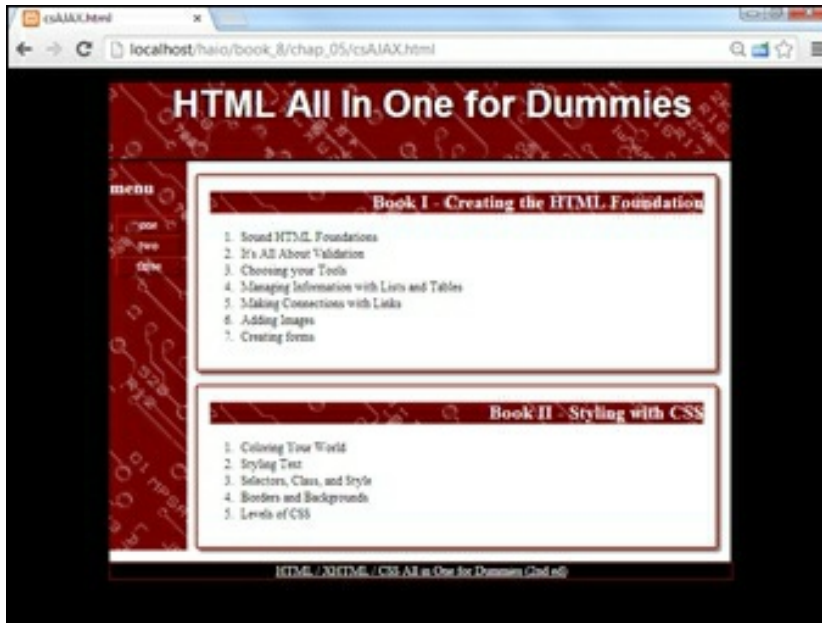 csAJAX.html
localhost/haio/book_8/chap_05/csAJAX.html
HTML All In One for Dummies
menu
one
two
Book I - Creating the HTML Foundation
1. Sound HTML Foundations
2. It's All About Validation
3. Choosing your Tools
4. Managing Information with Lists and Tables
5. Making Connections with Links
6. Adding Images
7. Creating forms
Book II - Styling with CSS
1. Coloring Your World
2. Styling Text
3. Selectors, Class, and Style
4. Borders and Backgrounds
5. Levels of CSS
HTML / XHTML / CSS All in One for Dummies (2nd ed)